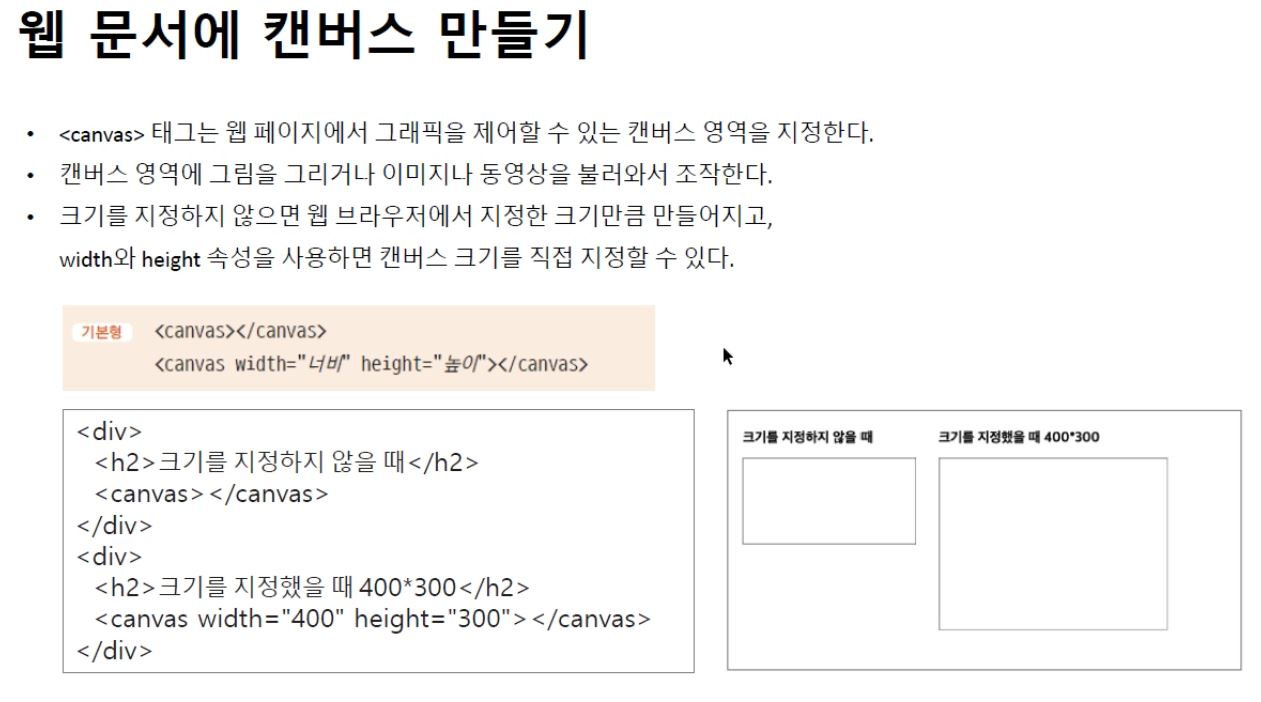 웹 문서에 캔버스 만들기
• <canvas> 태그는 웹 페이지에서 그래픽을 제어할 수 있는 캔버스 영역을 지정한다.
• 캔버스 영역에 그림을 그리거나 이미지나 동영상을 불러와서 조작한다.
• 크기를 지정하지 않으면 웹 브라우저에서 지정한 크기만큼 만들어지고,
width와 height 속성을 사용하면 캔버스 크기를 직접 지정할 수 있다.
기본형 <canvas></canvas>
<canvas width="너비" height="높이"></canvas>
<div>
<h2>크기를 지정하지 않을 때</h2>
<canvas></canvas>
</div>
<div>
<h2>크기를 지정했을 때 400*300</h2>
<canvas width="400" height="300"></canvas>
</div>
크기를 지정하지 않을 때
크기를 지정했을 때 400*300